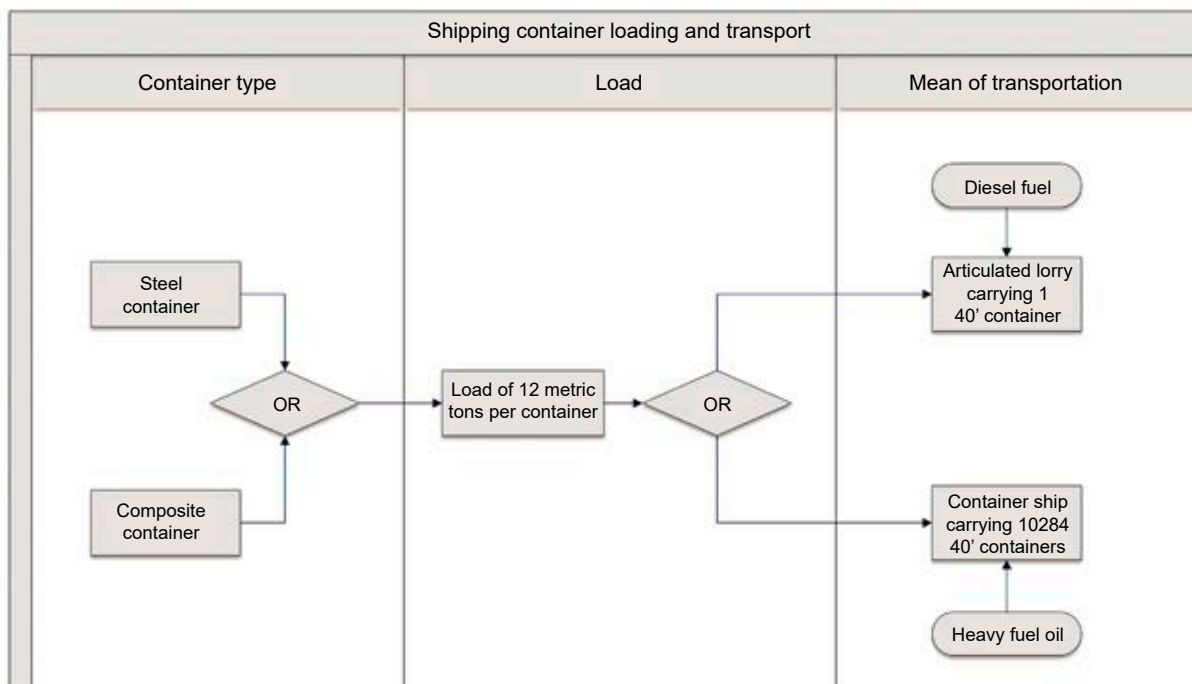 Shipping container loading and transport
Container type
Load
Mean of transportation
Diesel fuel
Steel
container
Articulated lorry
carrying 1
40’ container
OR
Load of 12 metric
tons per container
OR
Composite
container
Container ship
carrying 10284
40’ containers
Heavy fuel oil